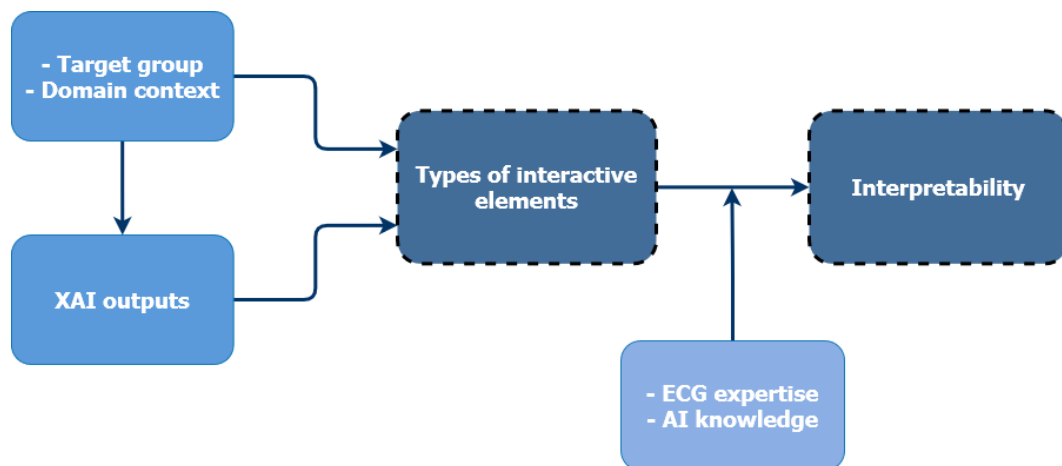 - Target group
- Domain context
XAI outputs
Types of interactive
elements
Interpretability
- ECG expertise
- AI knowledge